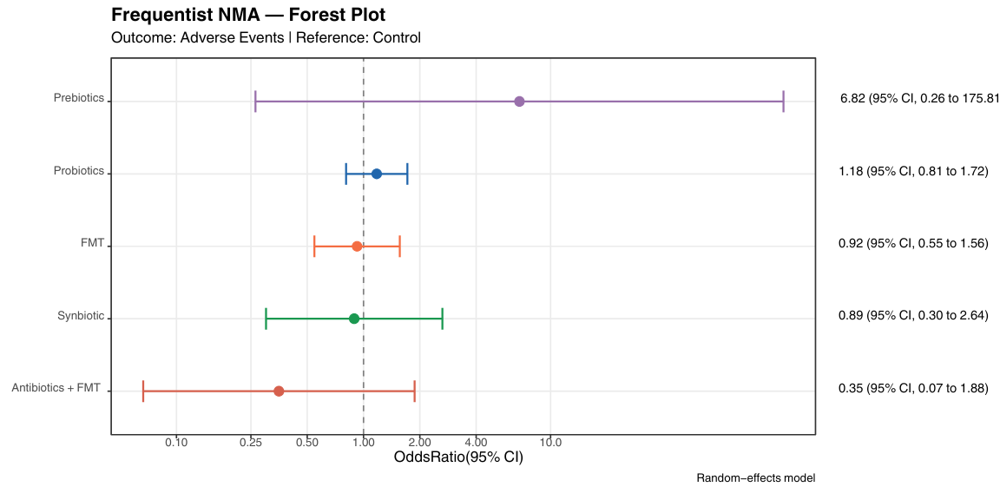 Frequentist NMA — Forest Plot
Outcome: Adverse Events | Reference: Control
Prebiotics 6.82 (95% CI, 0.26 to 175.81
Probiotics 1.18 (95% CI, 0.81 to 1.72)
FMT 0.92 (95% CI, 0.55 to 1.56)
Synbiotic 0.89 (95% CI, 0.30 to 2.64)
Antibiotics + FMT 0.35 (95% CI, 0.07 to 1.88)
0.10 0.25 0.50 1.00 2.00 4.00 10.0
OddsRatio(95% CI)
Random−effects model